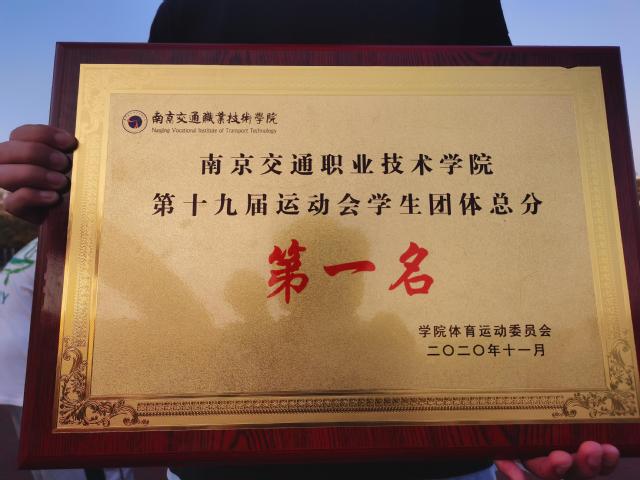 南京交通職業技術學院
Nanjing Vocational Institute of Transport Technology
南京交通职业技术学院
第十九届运动会学生团体总分
第一名
学院体育运动委员会
二〇二〇年十一月